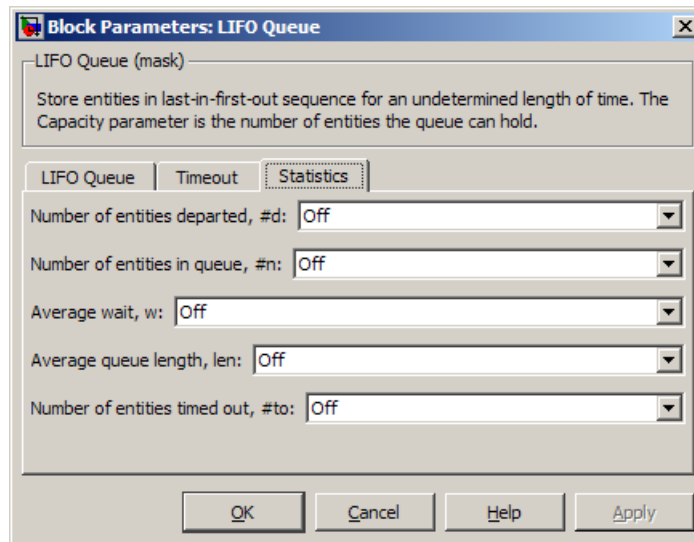 Block Parameters: LIFO Queue
LIFO Queue (mask)
Store entities in last-in-first-out sequence for an undetermined length of time. The
Capacity parameter is the number of entities the queue can hold.
LIFO Queue Timeout Statistics
Number of entities departed, #d: Off
Number of entities in queue, #n: Off
Average wait, w: Off
Average queue length, len: Off
Number of entities timed out, #to: Off
OK Cancel Help Apply